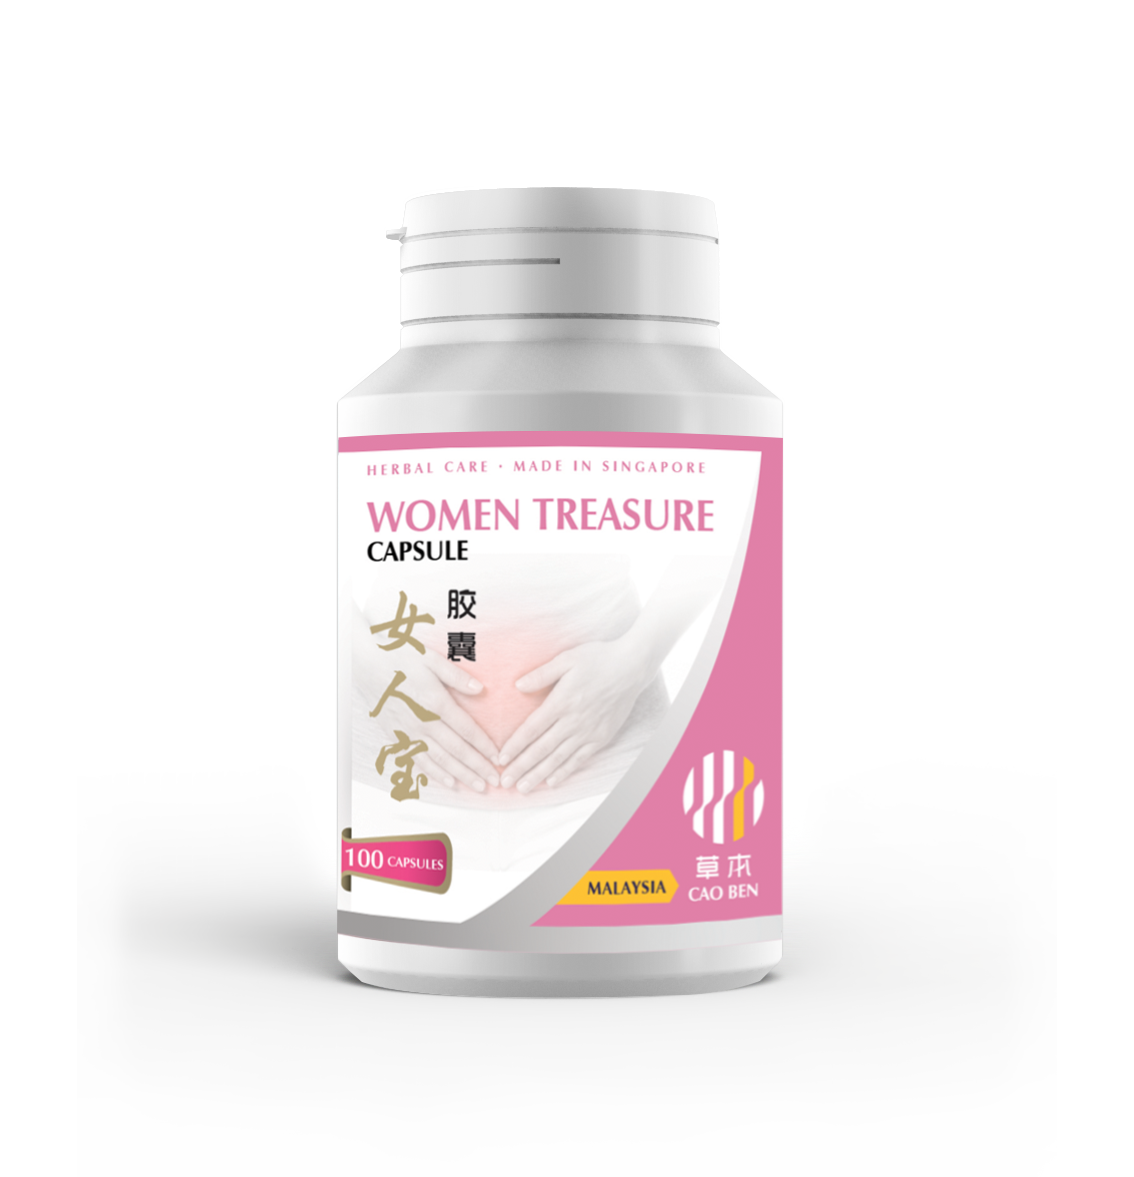 HERBAL CARE • MADE IN SINGAPORE
WOMEN TREASURE
CAPSULE
女人宝
胶囊
100 CAPSULES
MALAYSIA
草本
CAO BEN